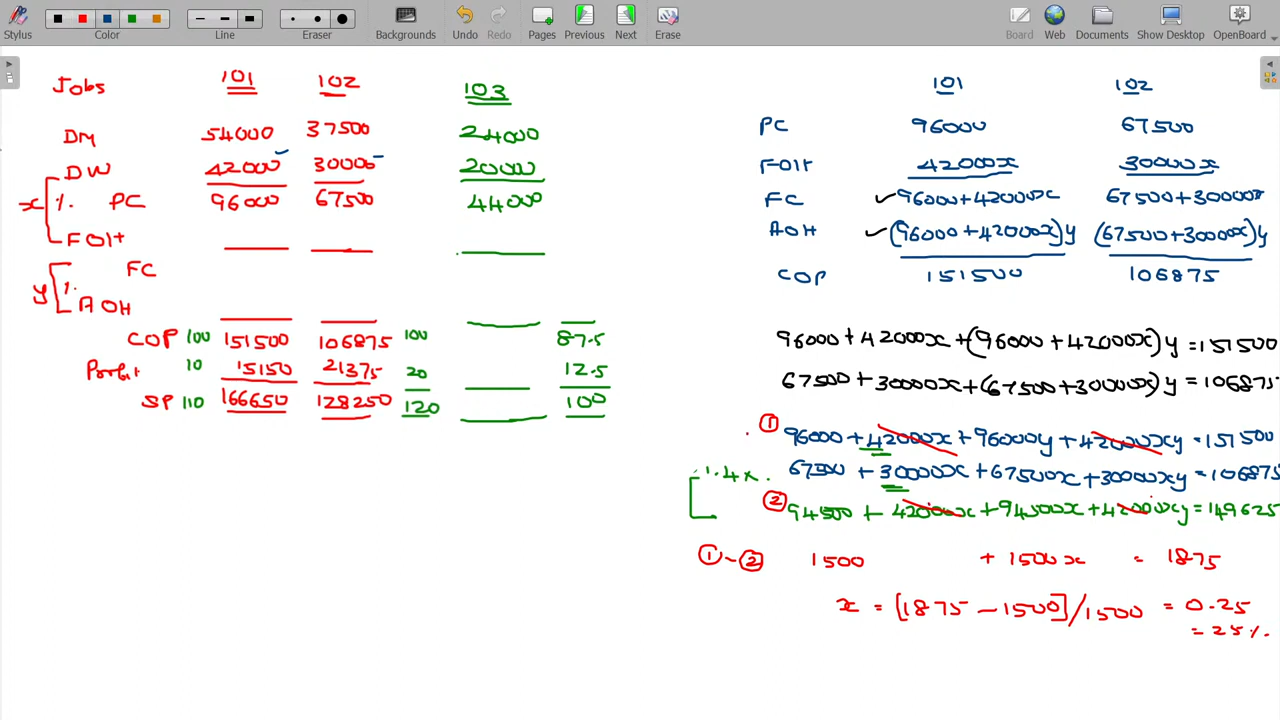 Stylus Color Line Eraser Backgrounds Undo Redo Pages Previous Next Erase Board Web Documents Show Desktop OpenBoard
Jobs 101 102 103
DM 54000 37500 24000
DW 42000 30000 20000
x % PC 96000 67500 44000
FOH
FC
y %
AOH
COP 100 151500 106875 100 87.5
Profit 10 15150 21375 20 12.5
SP 110 166650 128250 120 100
101 102
PC 96000 67500
FOH 42000x 30000x
FC 96000+42000x 67500+30000x
AOH (96000+42000x)y (67500+30000x)y
COP 151500 106875
96000+42000x+(96000+42000x)y=151500
67500+30000x+(67500+30000x)y=106875
① 96000+42000x+96000y+42000xy=151500
67500+30000x+67500x+30000xy=106875
1.4x
② 94500+42000x+94500x+42000xy=149625
①-② 1500 +1500x = 1875
x = [1875-1500]/1500 = 0.25
= 25%